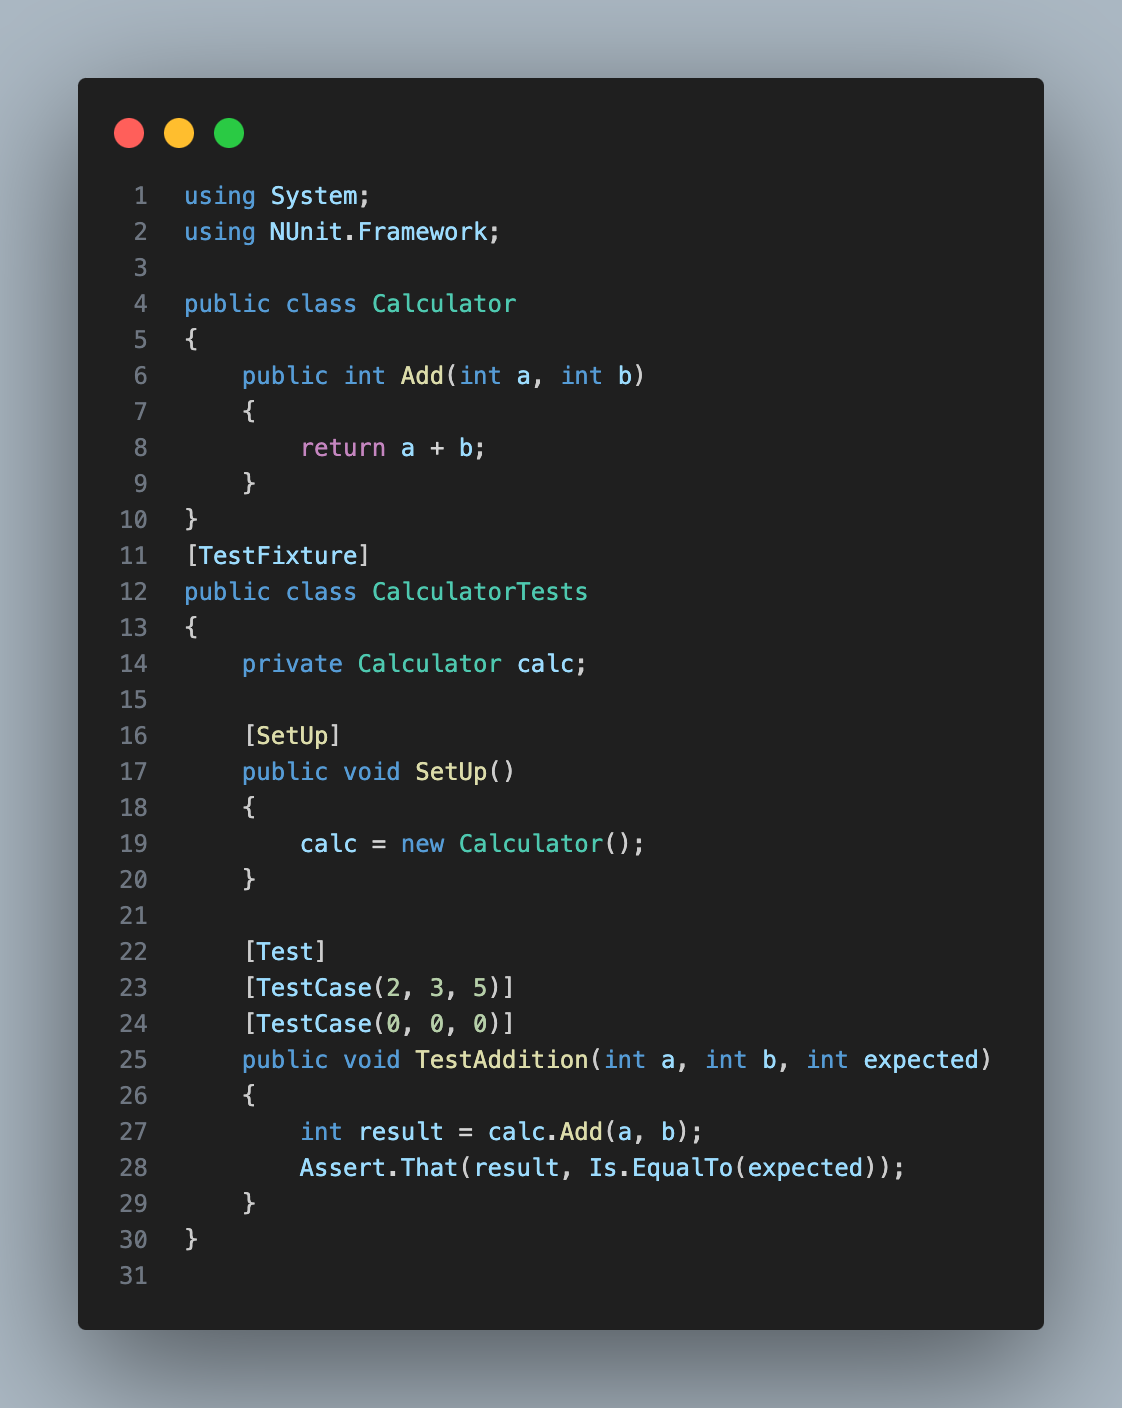 1 using System;
2 using NUnit.Framework;
3
4 public class Calculator
5 {
6     public int Add(int a, int b)
7     {
8         return a + b;
9     }
10 }
11 [TestFixture]
12 public class CalculatorTests
13 {
14     private Calculator calc;
15
16     [SetUp]
17     public void SetUp()
18     {
19         calc = new Calculator();
20     }
21
22     [Test]
23     [TestCase(2, 3, 5)]
24     [TestCase(0, 0, 0)]
25     public void TestAddition(int a, int b, int expected)
26     {
27         int result = calc.Add(a, b);
28         Assert.That(result, Is.EqualTo(expected));
29     }
30 }
31